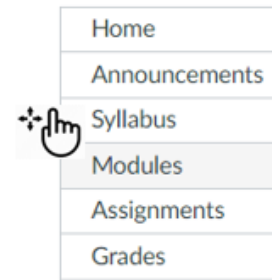 Home
Announcements
Syllabus
Modules
Assignments
Grades